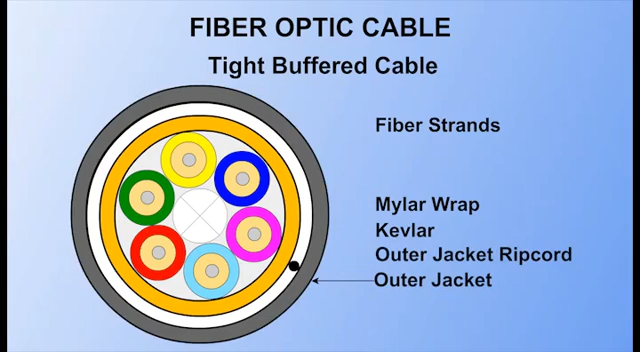 FIBER OPTIC CABLE
Tight Buffered Cable
Fiber Strands
Mylar Wrap
Kevlar
Outer Jacket Ripcord
Outer Jacket